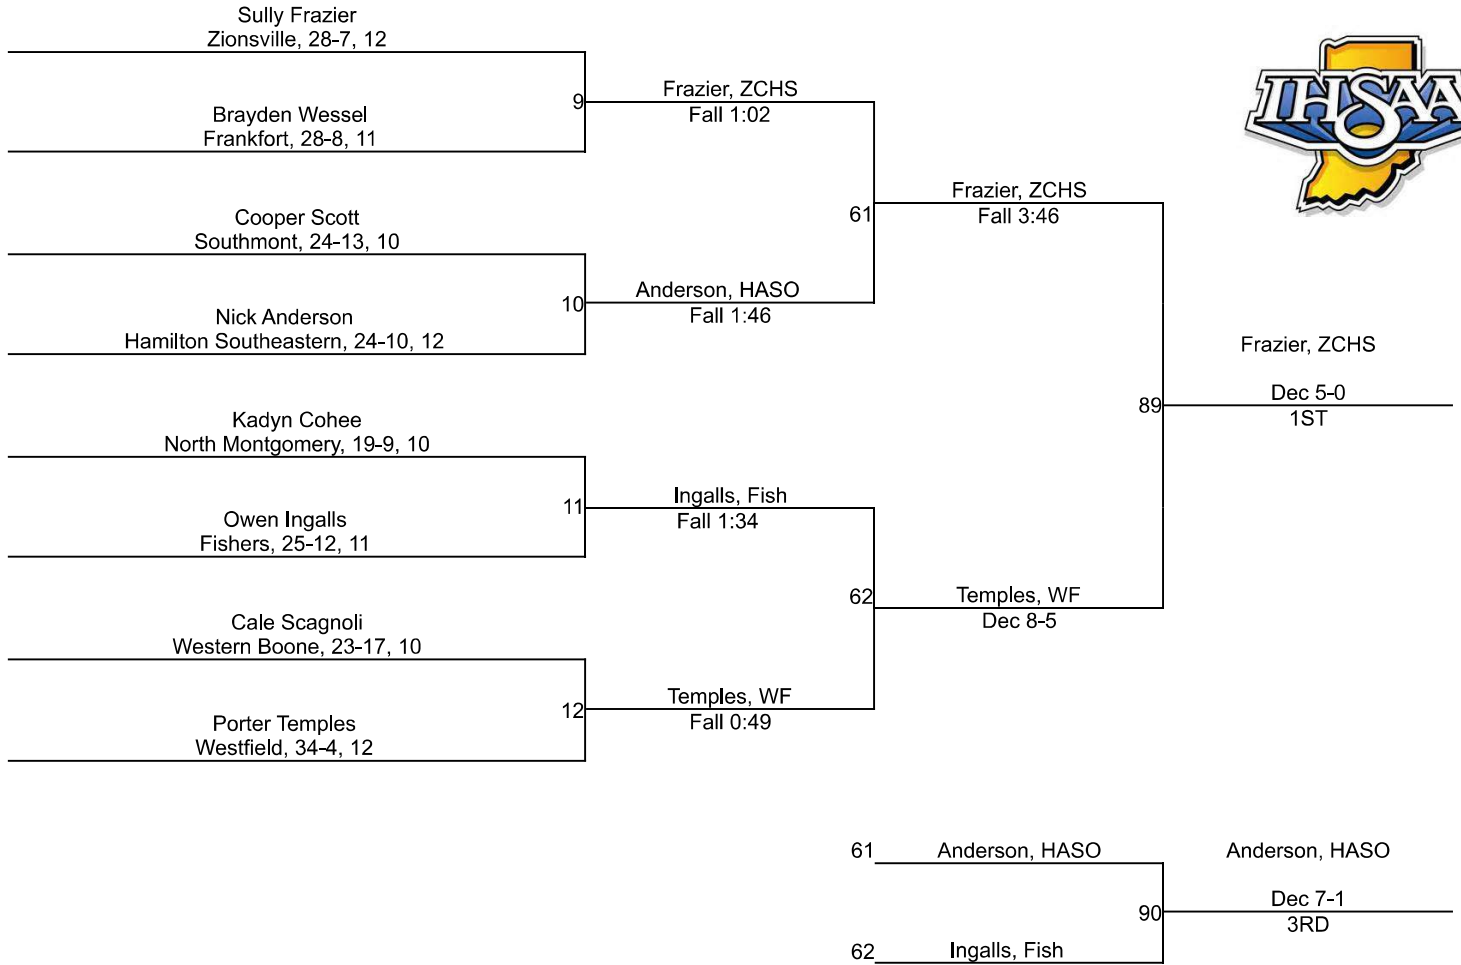 Sully Frazier
Zionsville, 28-7, 12
Brayden Wessel
Frankfort, 28-8, 11
9
Frazier, ZCHS
Fall 1:02
Cooper Scott
Southmont, 24-13, 10
Nick Anderson
Hamilton Southeastern, 24-10, 12
10
Anderson, HASO
Fall 1:46
61
Frazier, ZCHS
Fall 3:46
Kadyn Cohee
North Montgomery, 19-9, 10
Owen Ingalls
Fishers, 25-12, 11
11
Ingalls, Fish
Fall 1:34
Cale Scagnoli
Western Boone, 23-17, 10
Porter Temples
Westfield, 34-4, 12
12
Temples, WF
Fall 0:49
62
Temples, WF
Dec 8-5
89
Frazier, ZCHS
Dec 5-0
1ST
IHSAA
61
Anderson, HASO
62
Ingalls, Fish
90
Anderson, HASO
Dec 7-1
3RD